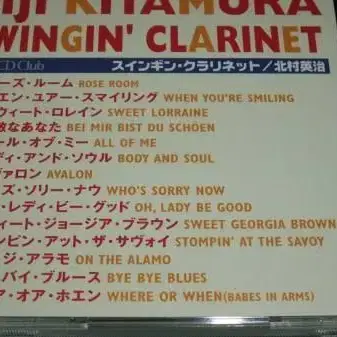 EIJI KITAMURA
SWINGIN' CLARINET
CD Club スインギン・クラリネット／北村英治
ーズ・ルーム ROSE ROOM
エン・ユアー・スマイリング WHEN YOU'RE SMILING
ウィート・ロレイン SWEET LORRAINE
敵なあなた BEI MIR BIST DU SCHOEN
ール・オブ・ミー ALL OF ME
ディ・アンド・ソウル BODY AND SOUL
ヴァロン AVALON
ズ・ソリー・ナウ WHO'S SORRY NOW
・レディ・ビー・グッド OH, LADY BE GOOD
ィート・ジョージア・ブラウン SWEET GEORGIA BROWN
ンピン・アット・ザ・サヴォイ STOMPIN' AT THE SAVOY
・ジ・アラモ ON THE ALAMO
・バイ・ブルース BYE BYE BLUES
ア・オア・ホエン WHERE OR WHEN(BABES IN ARMS)